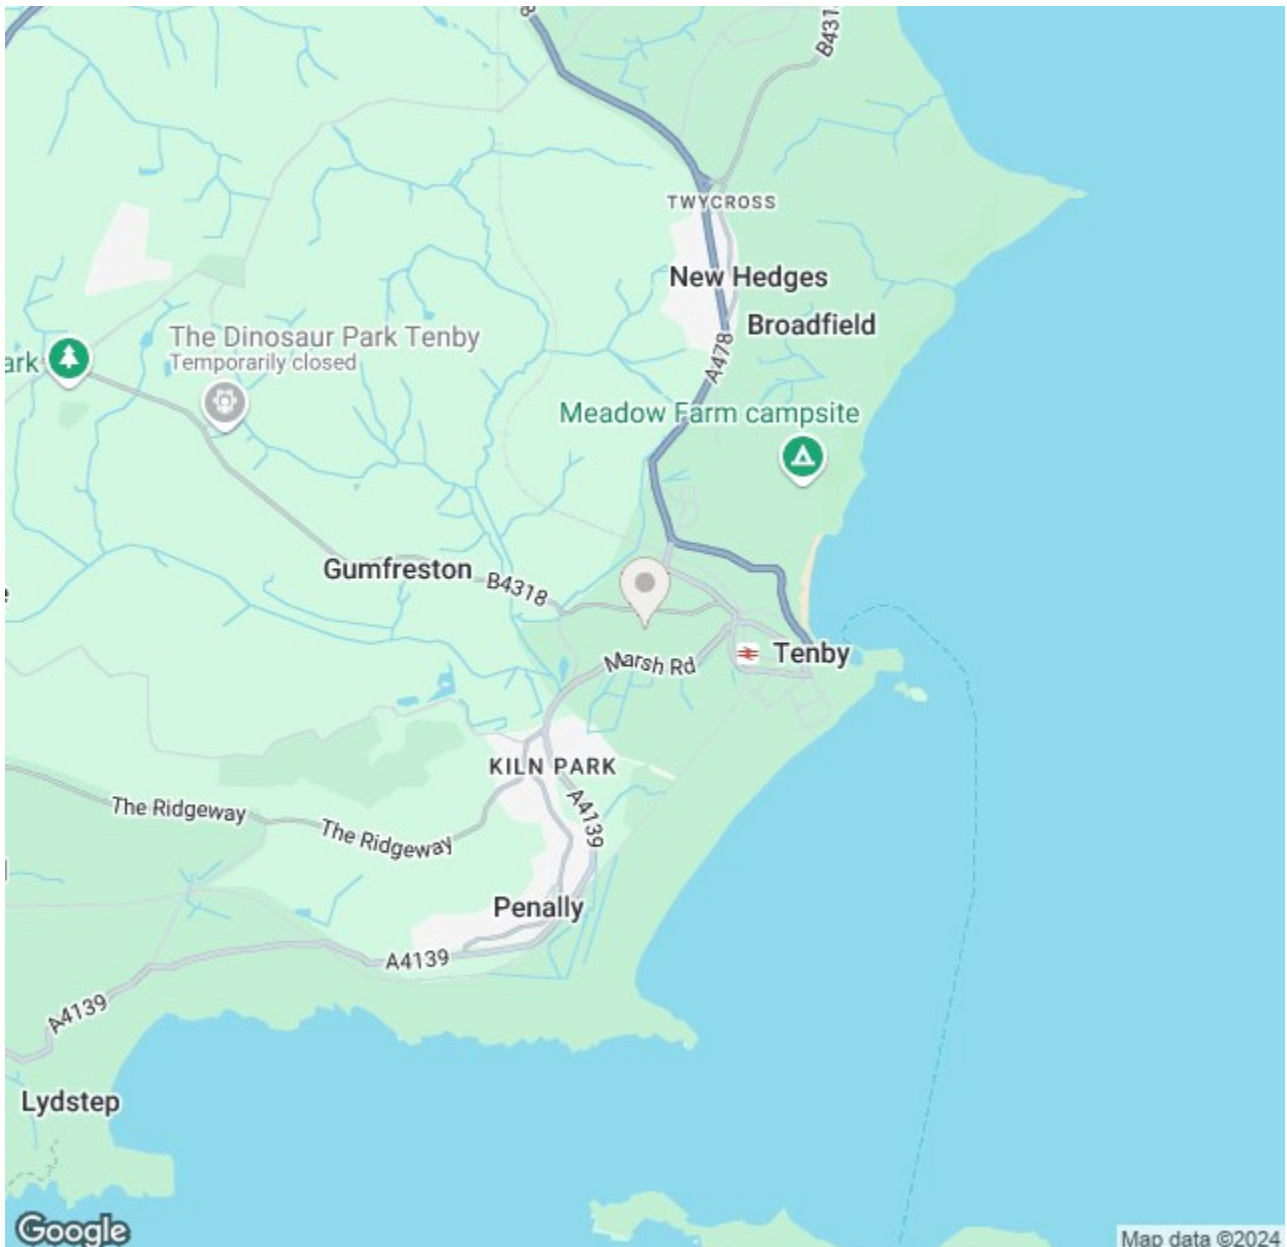 B431
TWYCROSS
New Hedges
Broadfield
The Dinosaur Park Tenby
Temporarily closed
ark
A478
Meadow Farm campsite
Gumfreston
B4318
Marsh Rd
Tenby
KILN PARK
The Ridgeway
The Ridgeway
A4139
Penally
A4139
A4139
Lydstep
Google
Map data ©2024